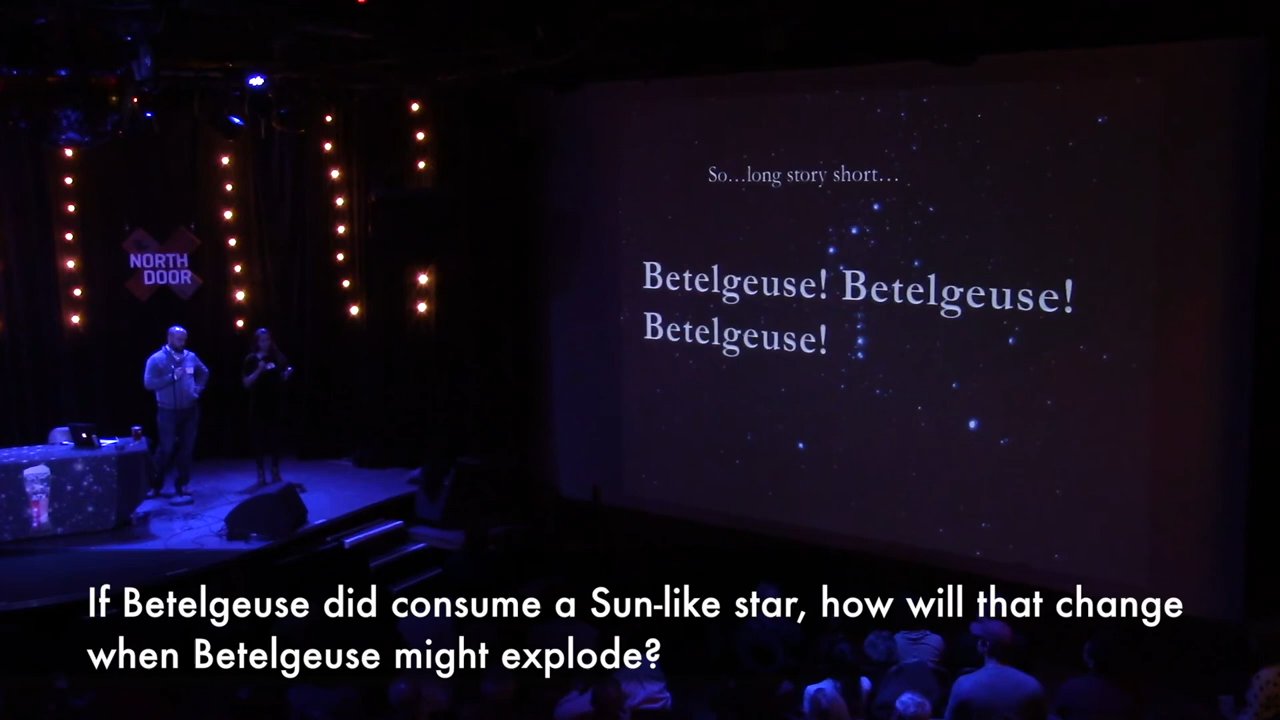 NORTH
DOOR
So...long story short...
Betelgeuse! Betelgeuse!
Betelgeuse!
If Betelgeuse did consume a Sun-like star, how will that change
when Betelgeuse might explode?